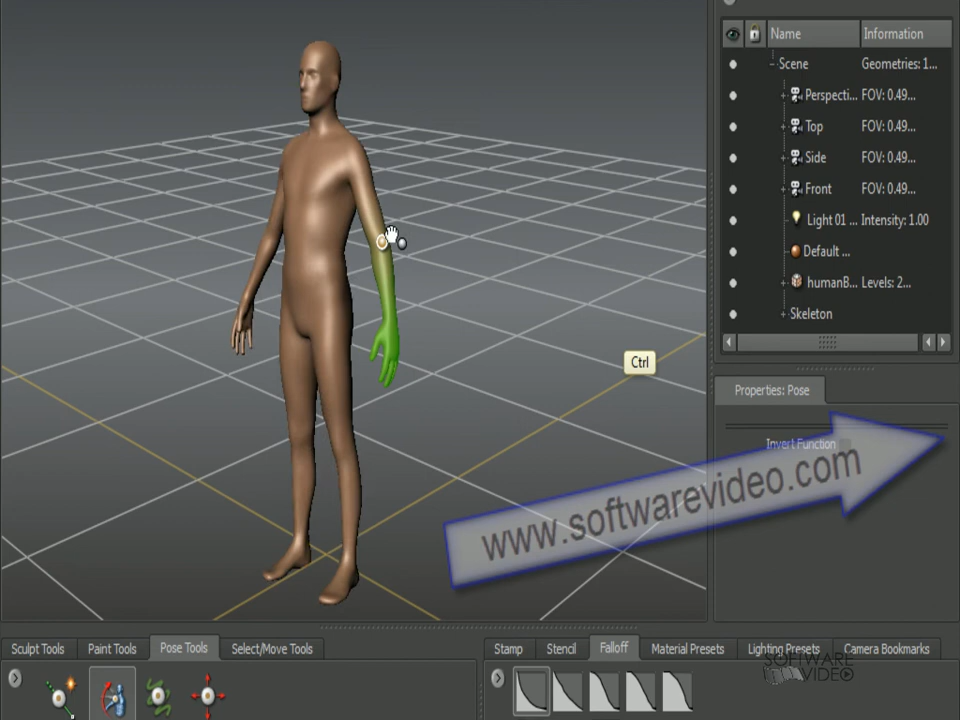 Name Information
Scene Geometries: 1...
Perspecti... FOV: 0.49...
Top FOV: 0.49...
Side FOV: 0.49...
Front FOV: 0.49...
Light 01 ... Intensity: 1.00
Default ...
humanB... Levels: 2...
Skeleton
Ctrl
Properties: Pose
Invert Function
www.softwarevideo.com
Sculpt Tools Paint Tools Pose Tools Select/Move Tools
Stamp Stencil Falloff Material Presets Lighting Presets Camera Bookmarks
SOFTWARE
VIDEO